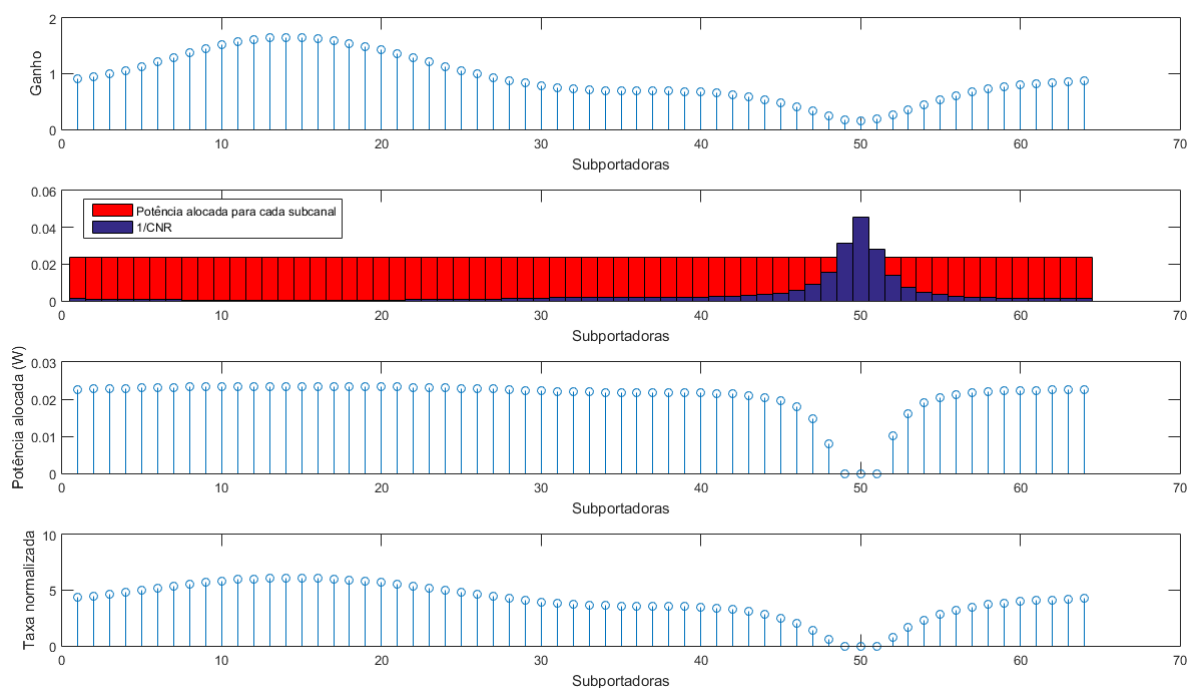 2
1
0
Ganho
0 10 20 30 40 50 60 70
Subportadoras
0.06
0.04
0.02
0
Potência alocada para cada subcanal
1/CNR
0 10 20 30 40 50 60 70
Subportadoras
0.03
0.02
0.01
0
Potência alocada (W)
0 10 20 30 40 50 60 70
Subportadoras
10
5
0
Taxa normalizada
0 10 20 30 40 50 60 70
Subportadoras